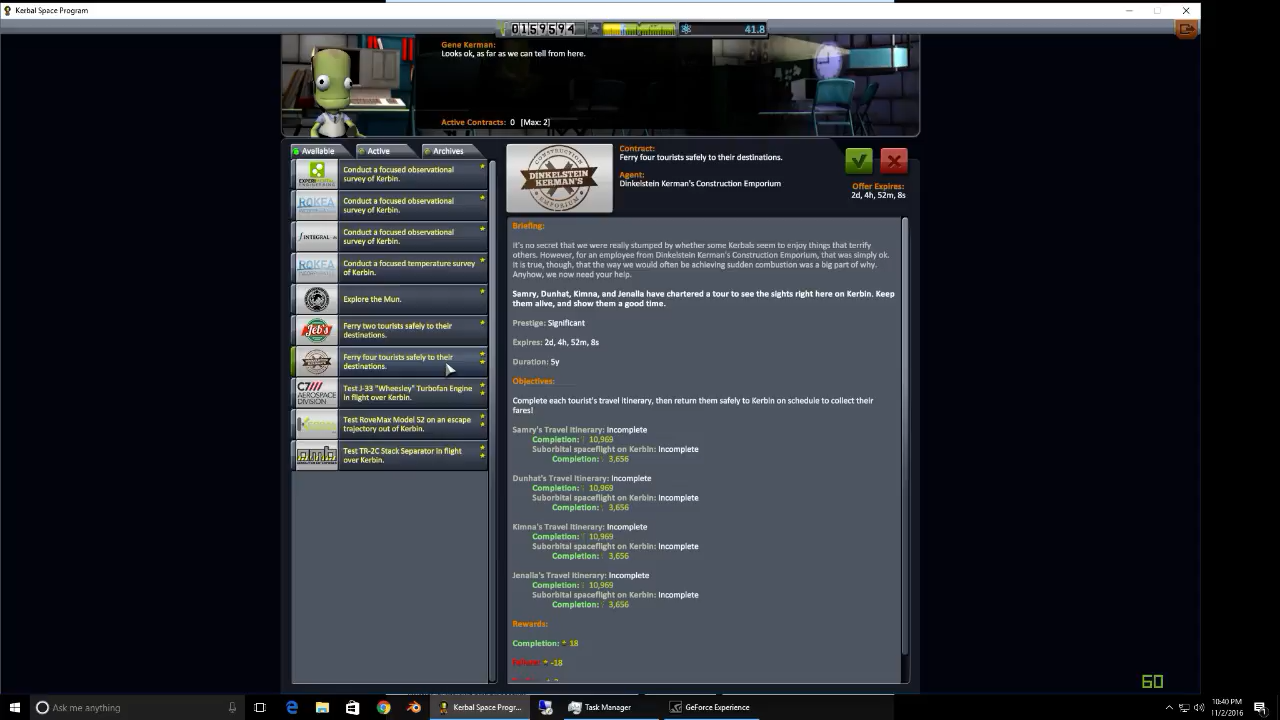 Kerbal Space Program
0159594
41.8
Gene Kerman:
Looks ok, as far as we can tell from here.
Active Contracts: 0 [Max: 2]
Available
Active
Archives
Conduct a focused observational
survey of Kerbin.
Conduct a focused observational
survey of Kerbin.
Conduct a focused observational
survey of Kerbin.
Conduct a focused temperature survey
of Kerbin.
Explore the Mun.
Ferry two tourists safely to their
destinations.
Ferry four tourists safely to their
destinations.
Test J-33 "Wheesley" Turbofan Engine
in flight over Kerbin.
Test RoveMax Model S2 on an escape
trajectory out of Kerbin.
Test TR-2C Stack Separator in flight
over Kerbin.
ROKEA
INTEGRAL
ROKEA
Jeb's
C7
AEROSPACE
DIVISION
CONSTRUCTION
DINKELSTEIN
KERMAN'S
EMPORIUM
Contract:
Ferry four tourists safely to their destinations.
Agent:
Dinkelstein Kerman's Construction Emporium
Offer Expires:
2d, 4h, 52m, 8s
Briefing:
It's no secret that we were really stumped by whether some Kerbals seem to enjoy things that terrify
others. However, for an employee from Dinkelstein Kerman's Construction Emporium, that was simply ok.
It is true, though, that the way we would often be achieving sudden combustion was a big part of why.
Anyhow, we now need your help.
Samry, Dunhat, Kimna, and Jenalla have chartered a tour to see the sights right here on Kerbin. Keep
them alive, and show them a good time.
Prestige: Significant
Expires: 2d, 4h, 52m, 8s
Duration: 5y
Objectives:
Complete each tourist's travel itinerary, then return them safely to Kerbin on schedule to collect their
fares!
Samry's Travel Itinerary: Incomplete
Completion: 10,969
Suborbital spaceflight on Kerbin: Incomplete
Completion: 3,656
Dunhat's Travel Itinerary: Incomplete
Completion: 10,969
Suborbital spaceflight on Kerbin: Incomplete
Completion: 3,656
Kimna's Travel Itinerary: Incomplete
Completion: 10,969
Suborbital spaceflight on Kerbin: Incomplete
Completion: 3,656
Jenalla's Travel Itinerary: Incomplete
Completion: 10,969
Suborbital spaceflight on Kerbin: Incomplete
Completion: 3,656
Rewards:
Completion: 18
Failure: -18
60
Ask me anything
Kerbal Space Progr...
Task Manager
GeForce Experience
10:40 PM
11/2/2016